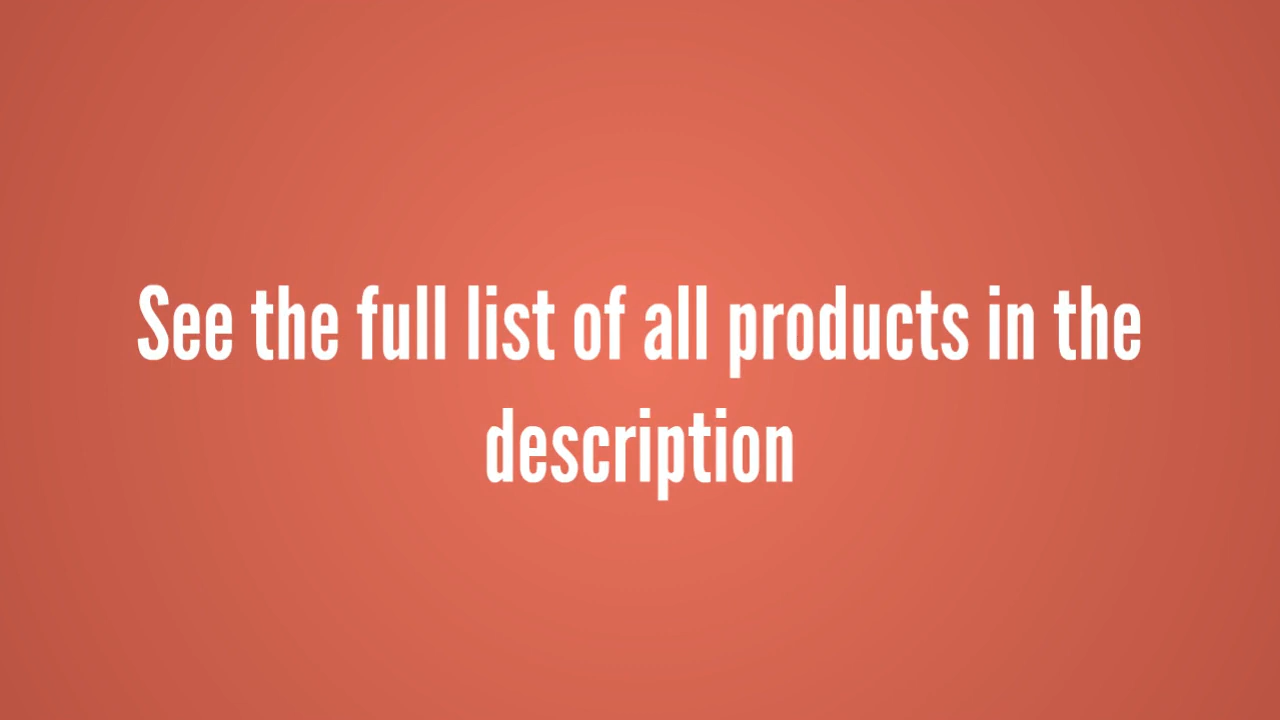 See the full list of all products in the
description